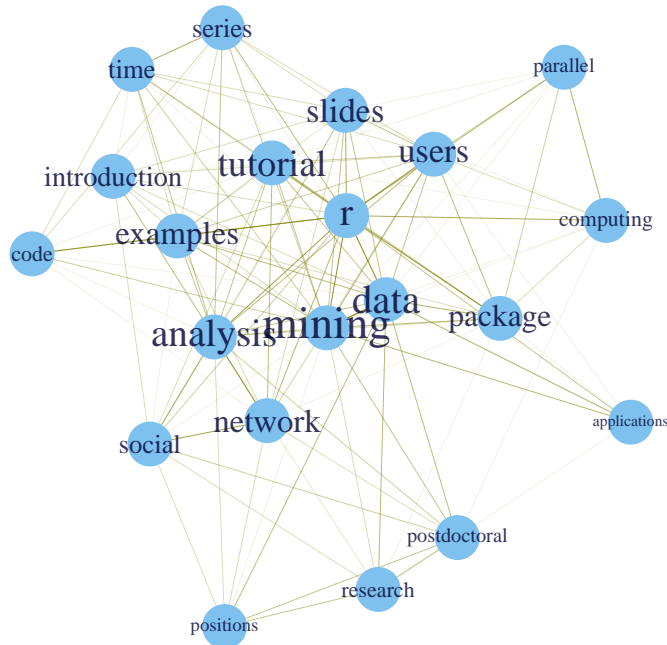 series
time
parallel
slides
users
tutorial
introduction
r
computing
examples
code
data
mining
package
analysis
network
applications
social
postdoctoral
research
positions